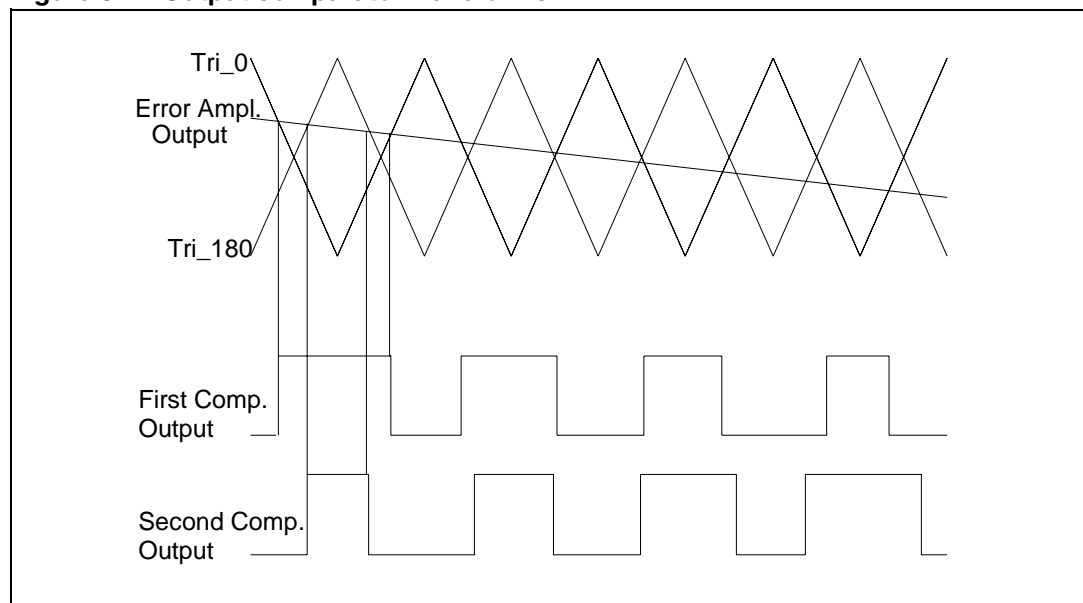 Tri_0
Error Ampl.
Output
Tri_180
First Comp.
Output
Second Comp.
Output